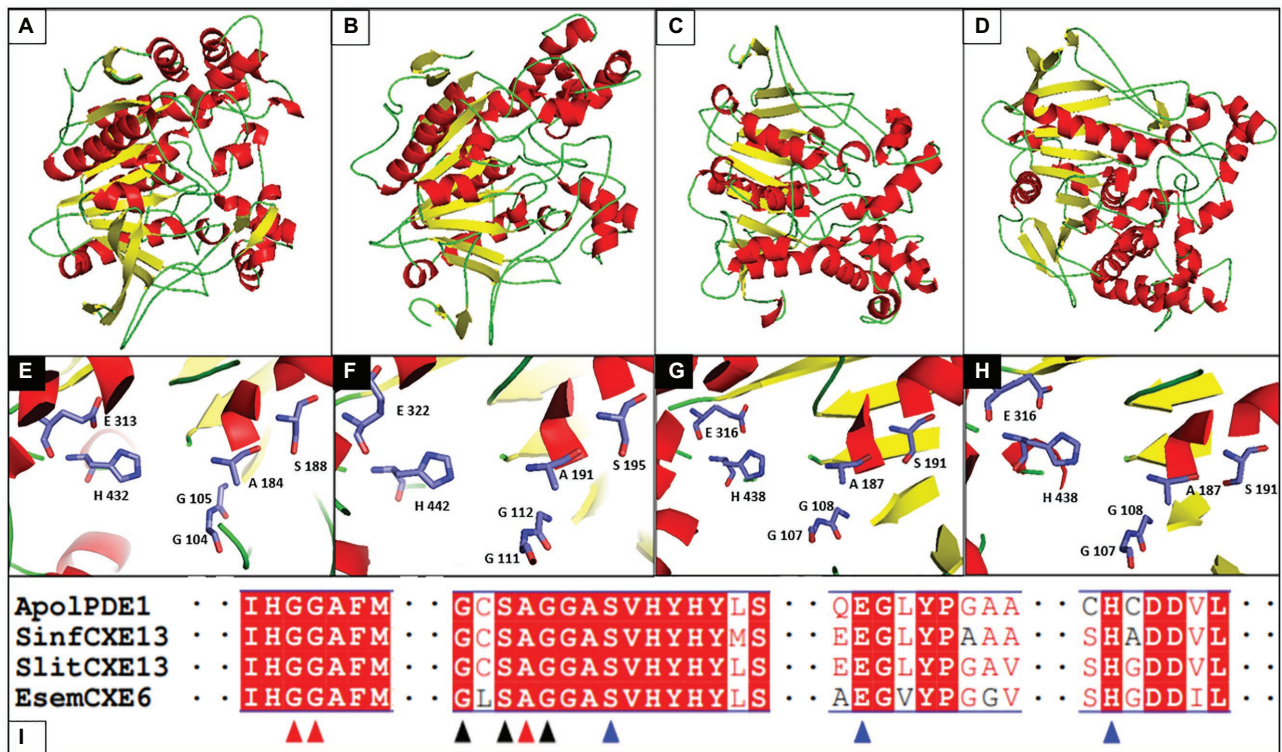 A
B
C
D
E
E 313
H 432
S 188
A 184
G 105
G 104
F
E 322
H 442
S 195
A 191
G 112
G 111
G
E 316
H 438
S 191
A 187
G 108
G 107
H
E 316
H 438
S 191
A 187
G 108
G 107
ApolPDE1 ·· IHGGAFM ·· GCSAGGASVHYHYLS ·· QEGLYPGAA ·· CHCDDVL ··
SinfCXE13 ·· IHGGAFM ·· GCSAGGASVHYHYMS ·· EEGLYPAAA ·· SHADDVL ··
SlitCXE13 ·· IHGGAFM ·· GCSAGGASVHYHYLS ·· EEGLYPGAV ·· SHGDDVL ··
EsemCXE6 ·· IHGGAFM ·· GLSAGGASVHYHYLS ·· AEGVYPGGV ·· SHGDDIL ··
I